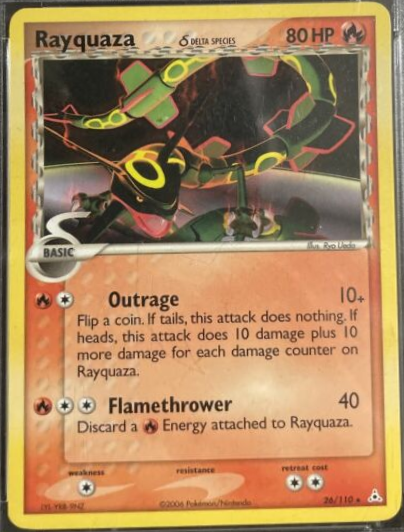 Rayquaza δ DELTA SPECIES 80 HP
Illus. Ryo Ueda
BASIC
Outrage 10+
Flip a coin. If tails, this attack does nothing. If
heads, this attack does 10 damage plus 10
more damage for each damage counter on
Rayquaza.
Flamethrower 40
Discard a Energy attached to Rayquaza.
weakness resistance retreat cost
©2006 Pokémon/Nintendo 26/110 ★